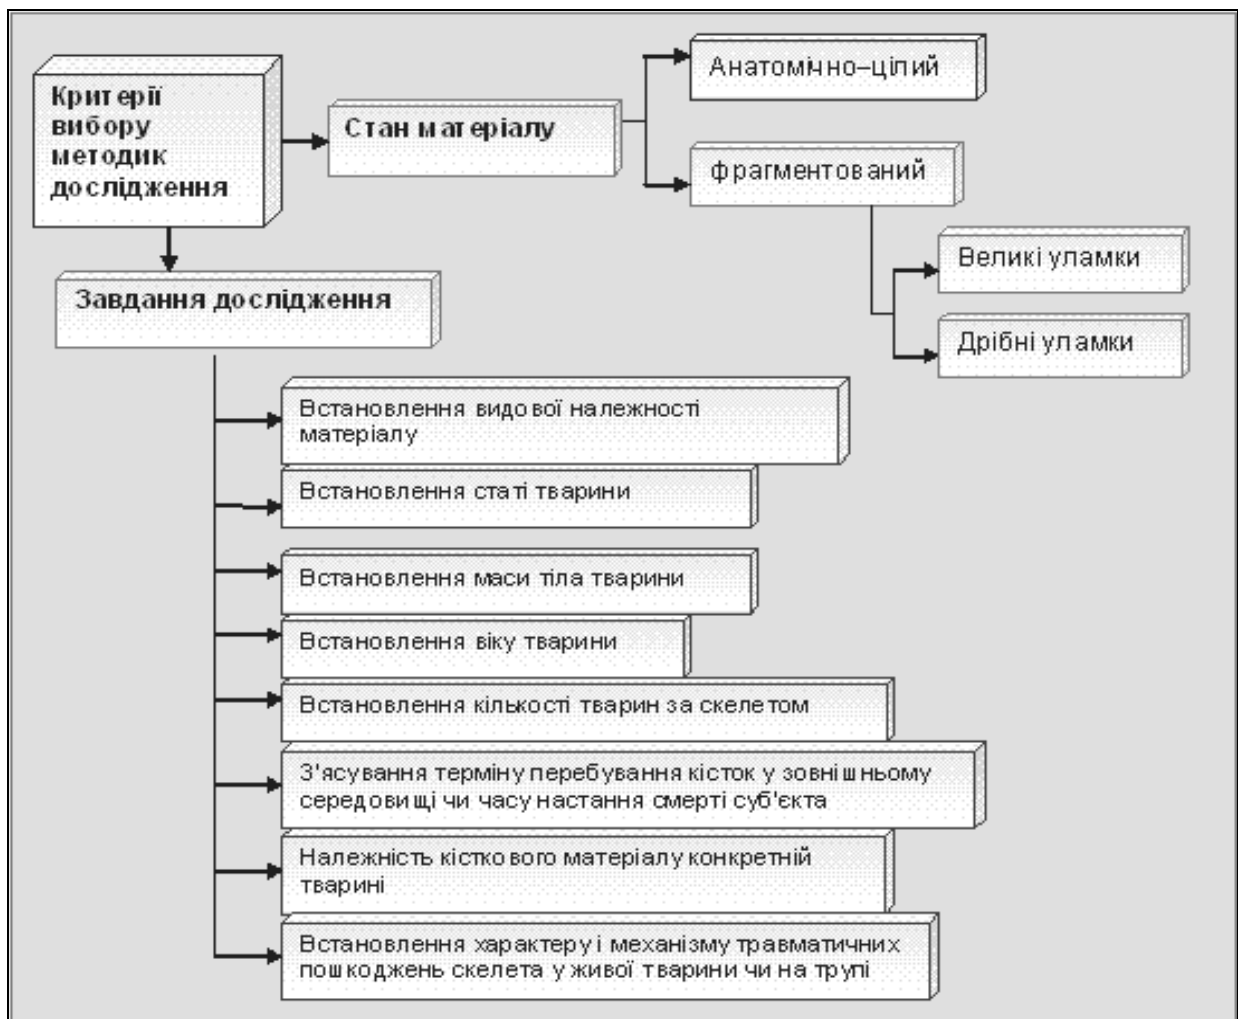 Критерії
вибору
методик
дослідження
Стан матеріалу
Анатомічно–цілий
фрагментований
Великі уламки
Дрібні уламки
Завдання дослідження
Встановлення видової належності
матеріалу
Встановлення статі тварини
Встановлення маси тіла тварини
Встановлення віку тварини
Встановлення кількості тварин за скелетом
З'ясування терміну перебування кісток у зовнішньому
середовищі чи часу настання смерті суб'єкта
Належність кісткового матеріалу конкретній
тварині
Встановлення характеру і механізму травматичних
пошкоджень скелета у живої тварини чи на трупі